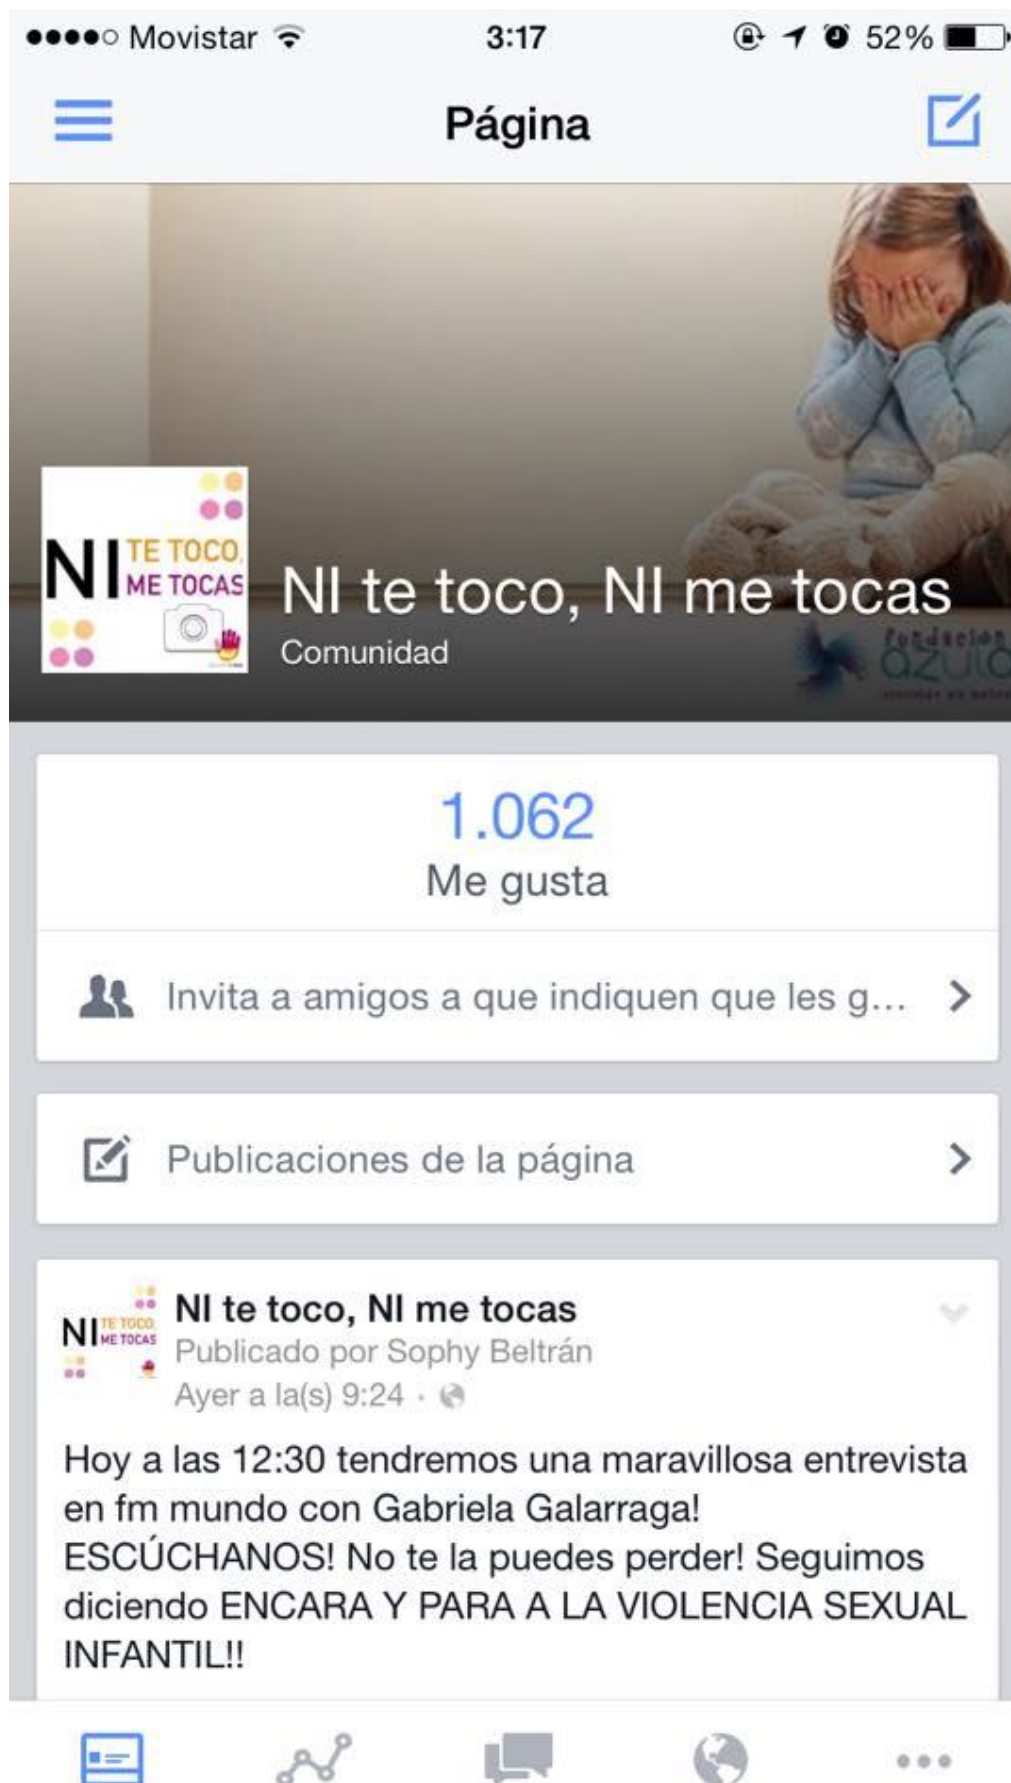 Movistar 3:17 52%
Página
NI TE TOCO,
ME TOCAS
NI te toco, NI me tocas
Comunidad
fundación
azula
1.062
Me gusta
Invita a amigos a que indiquen que les g...
Publicaciones de la página
NI TE TOCO,
ME TOCAS
NI te toco, NI me tocas
Publicado por Sophy Beltrán
Ayer a la(s) 9:24 ·
Hoy a las 12:30 tendremos una maravillosa entrevista
en fm mundo con Gabriela Galarraga!
ESCÚCHANOS! No te la puedes perder! Seguimos
diciendo ENCARA Y PARA A LA VIOLENCIA SEXUAL
INFANTIL!!